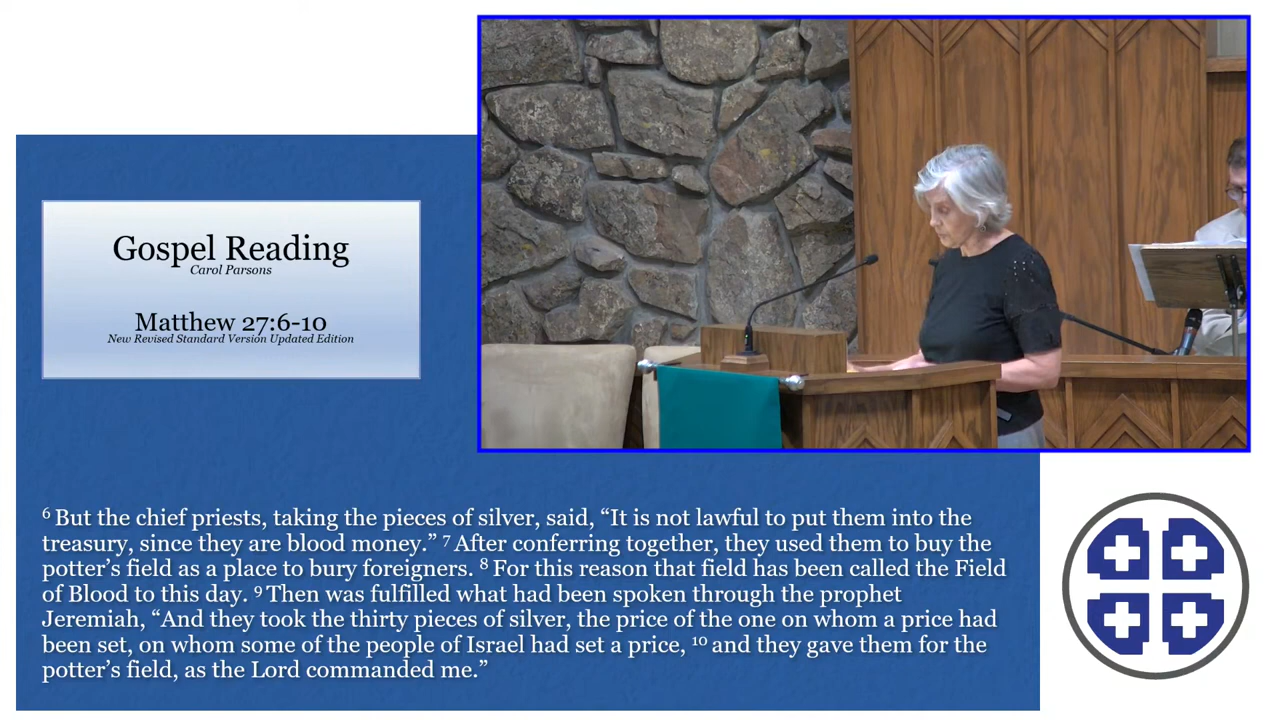 Gospel Reading
Carol Parsons
Matthew 27:6-10
New Revised Standard Version Updated Edition
6 But the chief priests, taking the pieces of silver, said, “It is not lawful to put them into the
treasury, since they are blood money.” 7 After conferring together, they used them to buy the
potter’s field as a place to bury foreigners. 8 For this reason that field has been called the Field
of Blood to this day. 9 Then was fulfilled what had been spoken through the prophet
Jeremiah, “And they took the thirty pieces of silver, the price of the one on whom a price had
been set, on whom some of the people of Israel had set a price, 10 and they gave them for the
potter’s field, as the Lord commanded me.”